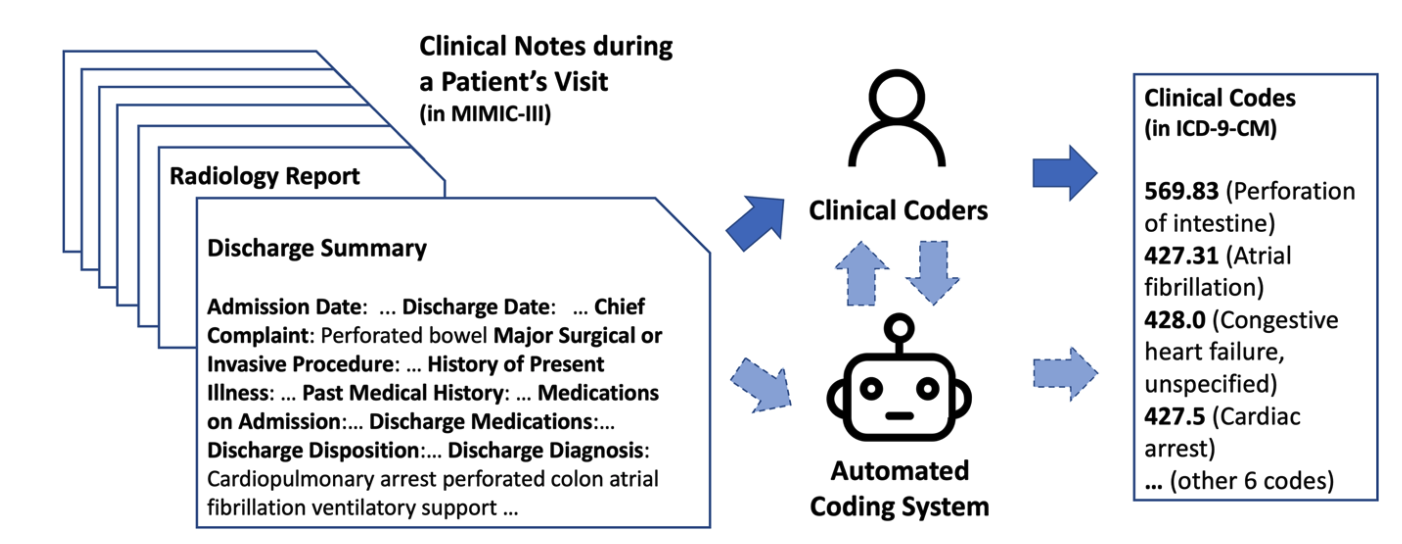 Clinical Notes during
a Patient's Visit
(in MIMIC-III)
Radiology Report
Discharge Summary
Admission Date: ... Discharge Date: ... Chief
Complaint: Perforated bowel Major Surgical or
Invasive Procedure: ... History of Present
Illness: ... Past Medical History: ... Medications
on Admission:... Discharge Medications:...
Discharge Disposition:... Discharge Diagnosis:
Cardiopulmonary arrest perforated colon atrial
fibrillation ventilatory support ...
Clinical Coders
Automated
Coding System
Clinical Codes
(in ICD-9-CM)
569.83 (Perforation
of intestine)
427.31 (Atrial
fibrillation)
428.0 (Congestive
heart failure,
unspecified)
427.5 (Cardiac
arrest)
... (other 6 codes)